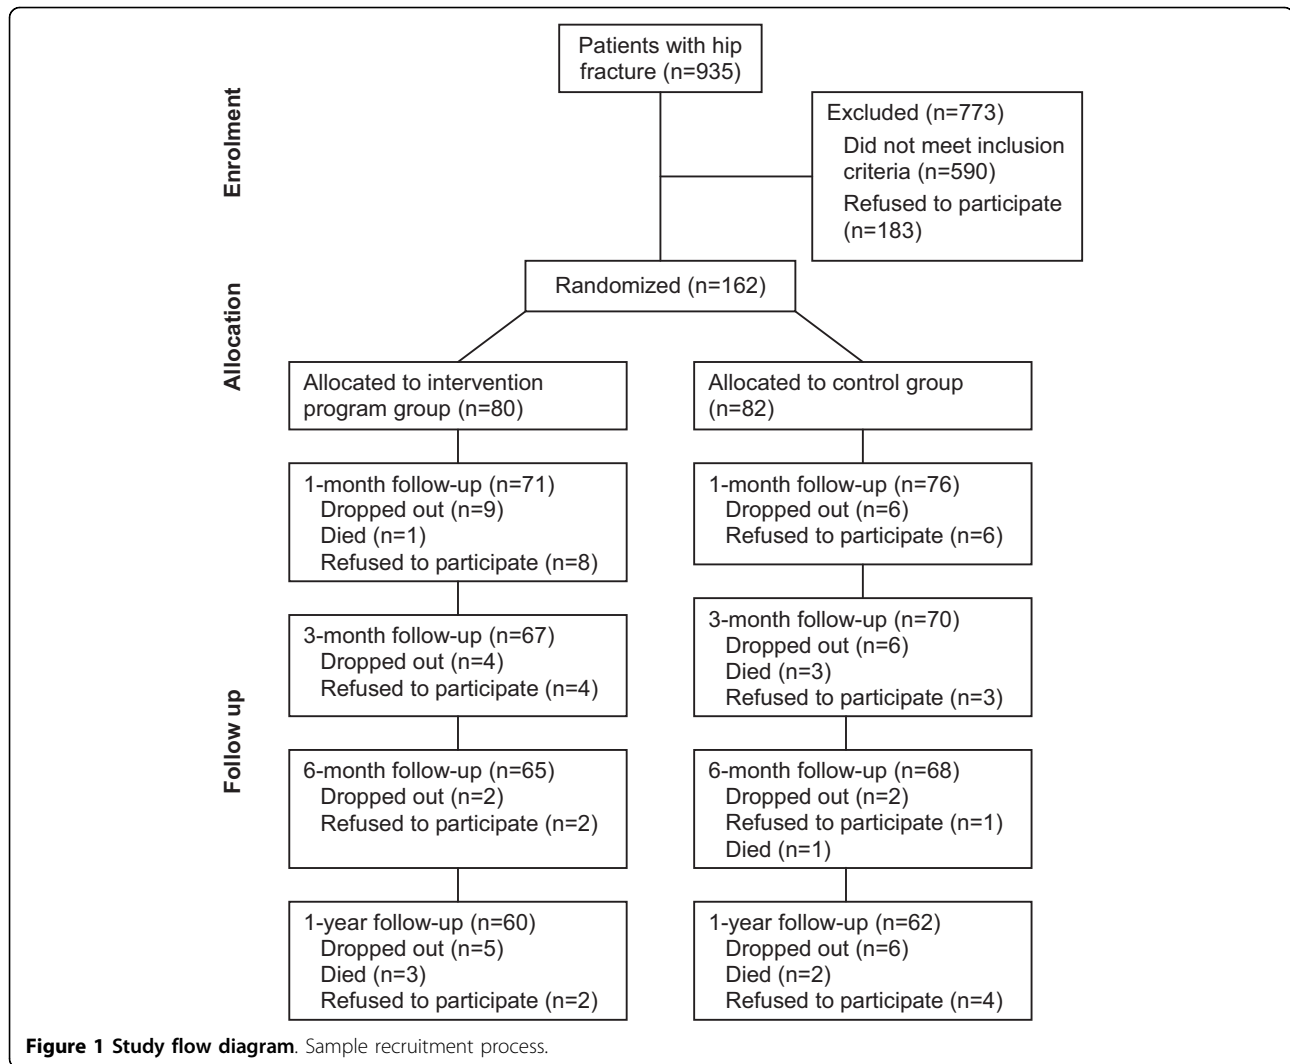 Patients with hip
fracture (n=935)
Enrolment
Excluded (n=773)
Did not meet inclusion
criteria (n=590)
Refused to participate
(n=183)
Randomized (n=162)
Allocation
Allocated to intervention
program group (n=80)
Allocated to control group
(n=82)
Follow up
1-month follow-up (n=71)
Dropped out (n=9)
Died (n=1)
Refused to participate (n=8)
1-month follow-up (n=76)
Dropped out (n=6)
Refused to participate (n=6)
3-month follow-up (n=67)
Dropped out (n=4)
Refused to participate (n=4)
3-month follow-up (n=70)
Dropped out (n=6)
Died (n=3)
Refused to participate (n=3)
6-month follow-up (n=65)
Dropped out (n=2)
Refused to participate (n=2)
6-month follow-up (n=68)
Dropped out (n=2)
Refused to participate (n=1)
Died (n=1)
1-year follow-up (n=60)
Dropped out (n=5)
Died (n=3)
Refused to participate (n=2)
1-year follow-up (n=62)
Dropped out (n=6)
Died (n=2)
Refused to participate (n=4)
Figure 1 Study flow diagram. Sample recruitment process.